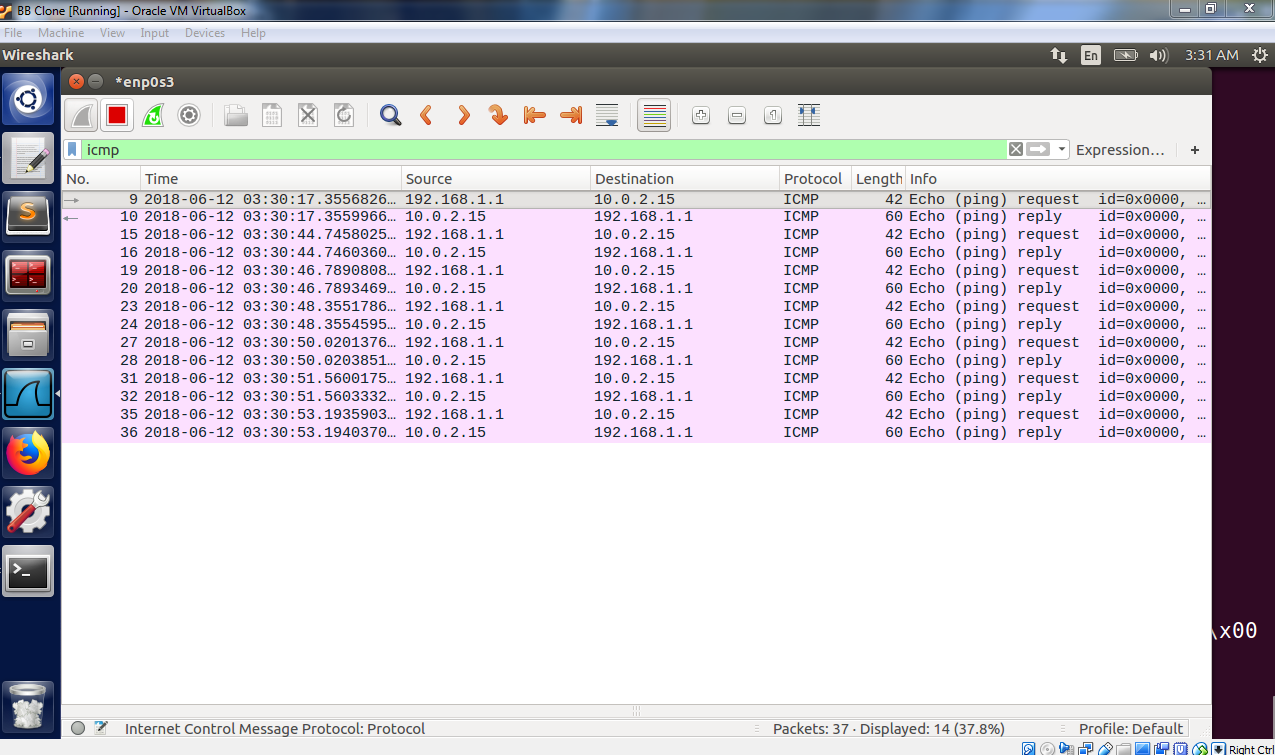 BB Clone [Running] - Oracle VM VirtualBox
File Machine View Input Devices Help
Wireshark En 3:31 AM
*enp0s3
icmp Expression… +
No. Time Source Destination Protocol Length Info
9 2018-06-12 03:30:17.3556826… 192.168.1.1 10.0.2.15 ICMP 42 Echo (ping) request id=0x0000, …
10 2018-06-12 03:30:17.3559966… 10.0.2.15 192.168.1.1 ICMP 60 Echo (ping) reply id=0x0000, …
15 2018-06-12 03:30:44.7458025… 192.168.1.1 10.0.2.15 ICMP 42 Echo (ping) request id=0x0000, …
16 2018-06-12 03:30:44.7460360… 10.0.2.15 192.168.1.1 ICMP 60 Echo (ping) reply id=0x0000, …
19 2018-06-12 03:30:46.7890808… 192.168.1.1 10.0.2.15 ICMP 42 Echo (ping) request id=0x0000, …
20 2018-06-12 03:30:46.7893469… 10.0.2.15 192.168.1.1 ICMP 60 Echo (ping) reply id=0x0000, …
23 2018-06-12 03:30:48.3551786… 192.168.1.1 10.0.2.15 ICMP 42 Echo (ping) request id=0x0000, …
24 2018-06-12 03:30:48.3554595… 10.0.2.15 192.168.1.1 ICMP 60 Echo (ping) reply id=0x0000, …
27 2018-06-12 03:30:50.0201376… 192.168.1.1 10.0.2.15 ICMP 42 Echo (ping) request id=0x0000, …
28 2018-06-12 03:30:50.0203851… 10.0.2.15 192.168.1.1 ICMP 60 Echo (ping) reply id=0x0000, …
31 2018-06-12 03:30:51.5600175… 192.168.1.1 10.0.2.15 ICMP 42 Echo (ping) request id=0x0000, …
32 2018-06-12 03:30:51.5603332… 10.0.2.15 192.168.1.1 ICMP 60 Echo (ping) reply id=0x0000, …
35 2018-06-12 03:30:53.1935903… 192.168.1.1 10.0.2.15 ICMP 42 Echo (ping) request id=0x0000, …
36 2018-06-12 03:30:53.1940370… 10.0.2.15 192.168.1.1 ICMP 60 Echo (ping) reply id=0x0000, …
\x00
Internet Control Message Protocol: Protocol Packets: 37 · Displayed: 14 (37.8%) Profile: Default
Right Ctrl